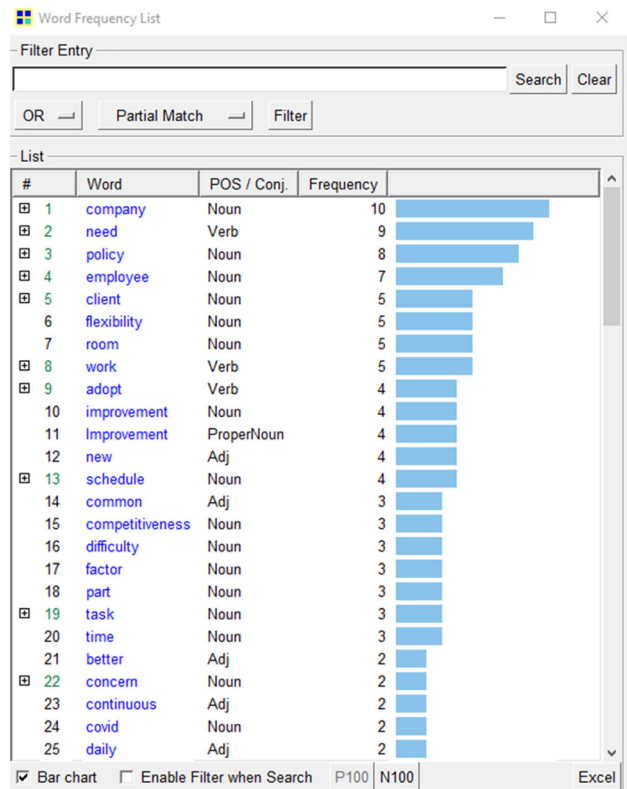 Word Frequency List
Filter Entry
Search Clear
OR Partial Match Filter
List
# Word POS / Conj. Frequency
1 company Noun 10
2 need Verb 9
3 policy Noun 8
4 employee Noun 7
5 client Noun 5
6 flexibility Noun 5
7 room Noun 5
8 work Verb 5
9 adopt Verb 4
10 improvement Noun 4
11 Improvement ProperNoun 4
12 new Adj 4
13 schedule Noun 4
14 common Adj 3
15 competitiveness Noun 3
16 difficulty Noun 3
17 factor Noun 3
18 part Noun 3
19 task Noun 3
20 time Noun 3
21 better Adj 2
22 concern Noun 2
23 continuous Adj 2
24 covid Noun 2
25 daily Adj 2
Bar chart Enable Filter when Search P100 N100 Excel